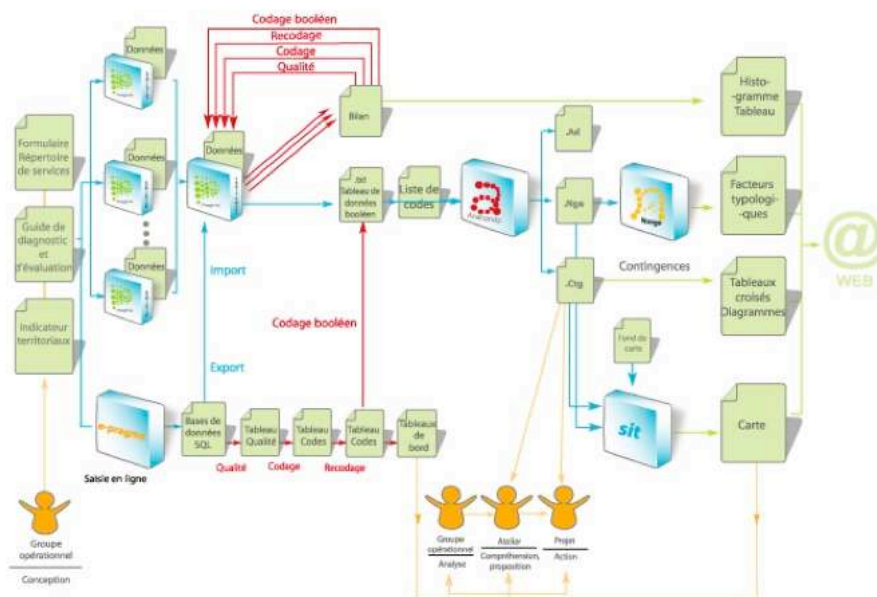 Codage booléen
Recodage
Codage
Qualité
Données
Données
Données
Données
Formulaire
Répertoire
de services
Guide de
diagnostic
et
d'évaluation
Indicateur
territoriaux
Bilan
.txt
Tableau de
données
booléen
Liste de
codes
Anaconda
.Nga
.Ctg
Nuage
Histo-
-gramme
Tableau
Facteurs
typologi-
-ques
Contingences
Tableaux
croisés
Diagrammes
@
WEB
Import
Export
Codage booléen
Fond de
carte
sit
Carte
e-pragma
Saisie en ligne
Bases de
données
SQL
Tableau
Qualité
Tableau
Codes
Tableau
Codes
Tableaux
de
bord
Qualité
Codage
Recodage
Groupe
opérationnel
Conception
Groupe
opérationnel
Analyse
Atelier
Compréhension,
proposition
Projet
Action